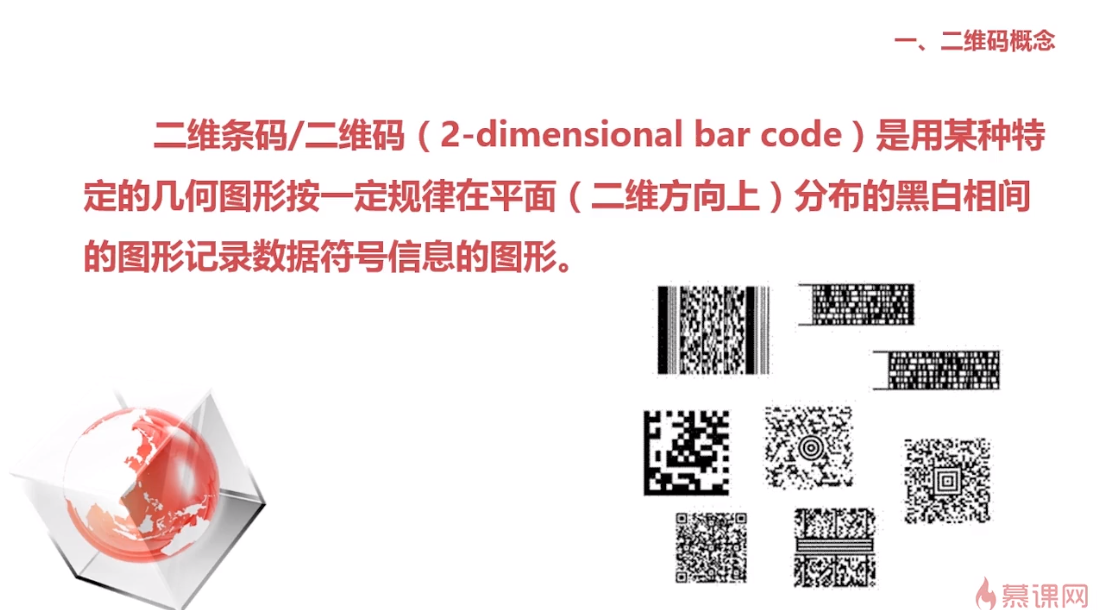 一、二维码概念
二维条码/二维码（2-dimensional bar code）是用某种特
定的几何图形按一定规律在平面（二维方向上）分布的黑白相间
的图形记录数据符号信息的图形。
慕课网